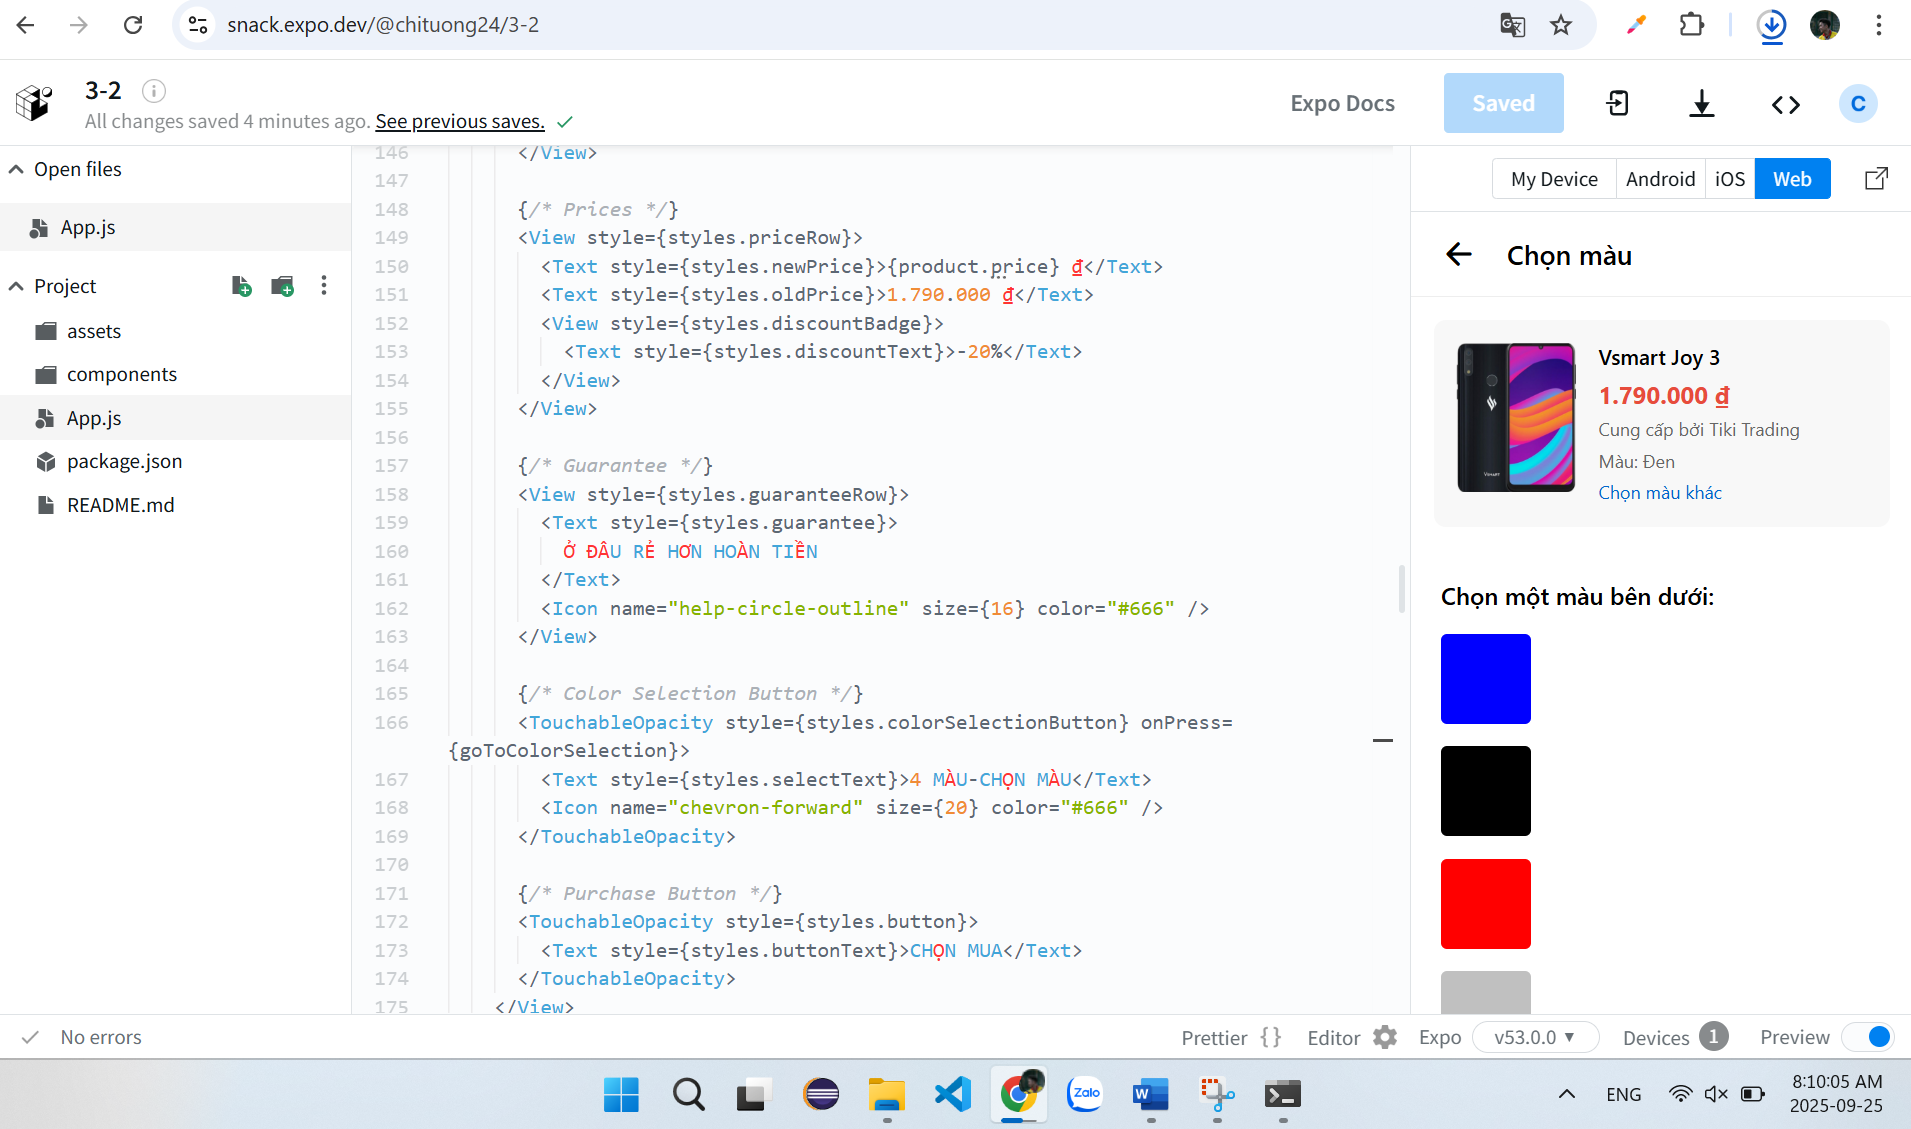 snack.expo.dev/@chituong24/3-2
3-2
All changes saved 4 minutes ago. See previous saves.
Expo Docs
Saved
C
Open files
App.js
Project
assets
components
App.js
package.json
README.md
146 </View>
147
148 {/* Prices */}
149 <View style={styles.priceRow}>
150 <Text style={styles.newPrice}>{product.price} ₫</Text>
151 <Text style={styles.oldPrice}>1.790.000 ₫</Text>
152 <View style={styles.discountBadge}>
153 <Text style={styles.discountText}>-20%</Text>
154 </View>
155 </View>
156
157 {/* Guarantee */}
158 <View style={styles.guaranteeRow}>
159 <Text style={styles.guarantee}>
160 Ở ĐÂU RẺ HƠN HOÀN TIỀN
161 </Text>
162 <Icon name="help-circle-outline" size={16} color="#666" />
163 </View>
164
165 {/* Color Selection Button */}
166 <TouchableOpacity style={styles.colorSelectionButton} onPress=
{goToColorSelection}>
167 <Text style={styles.selectText}>4 MÀU-CHỌN MÀU</Text>
168 <Icon name="chevron-forward" size={20} color="#666" />
169 </TouchableOpacity>
170
171 {/* Purchase Button */}
172 <TouchableOpacity style={styles.button}>
173 <Text style={styles.buttonText}>CHỌN MUA</Text>
174 </TouchableOpacity>
175 </View>
My Device Android iOS Web
Chọn màu
Vsmart Joy 3
1.790.000 ₫
Cung cấp bởi Tiki Trading
Màu: Đen
Chọn màu khác
Chọn một màu bên dưới:
No errors
Prettier {} Editor Expo v53.0.0 ▼ Devices 1 Preview
Zalo
W
ENG
8:10:05 AM
2025-09-25